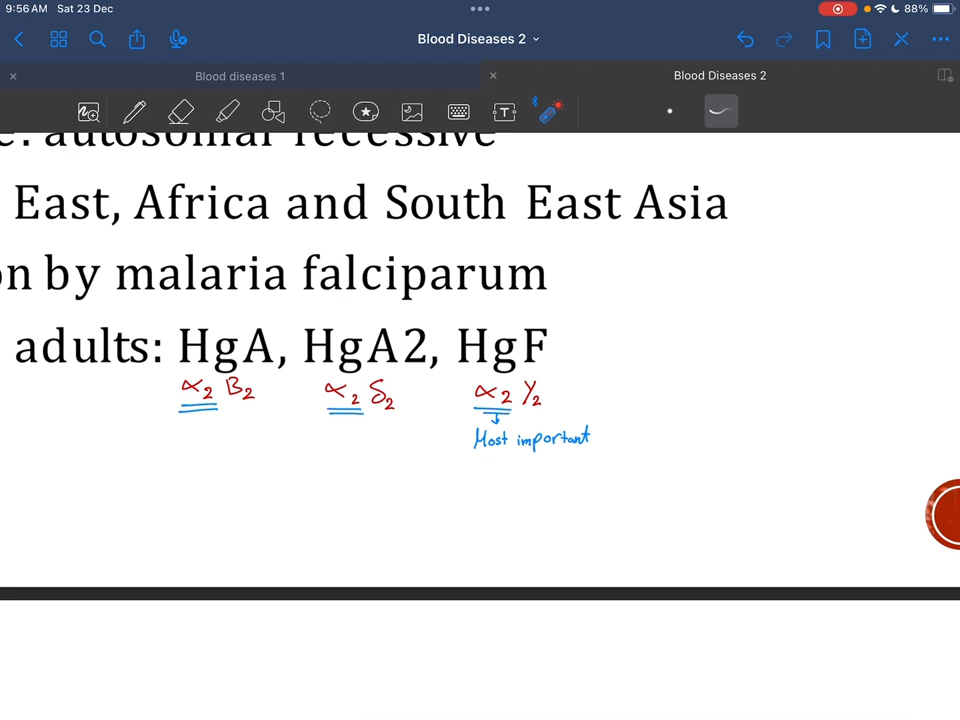 9:56 AM Sat 23 Dec
88%
Blood Diseases 2
Blood diseases 1
Blood Diseases 2
T
e: autosomal recessive
East, Africa and South East Asia
on by malaria falciparum
adults: HgA, HgA2, HgF
α2 B2 α2 δ2 α2 γ2
Most important